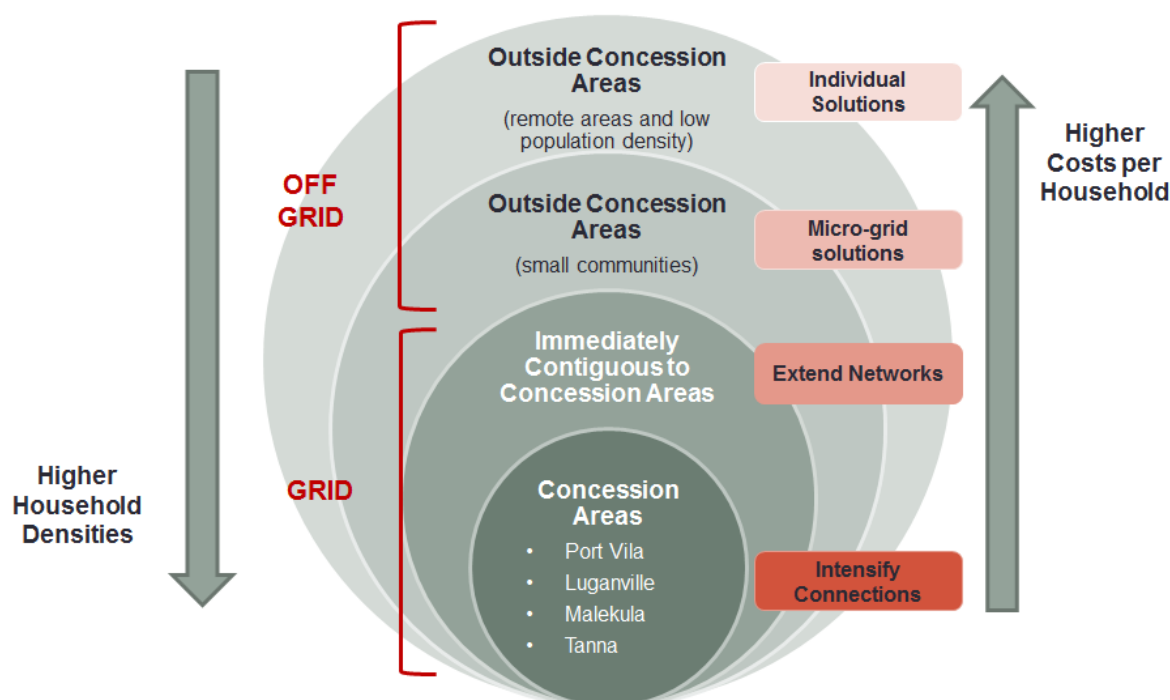 Outside Concession
Areas
(remote areas and low
population density)
Individual
Solutions
Higher
Costs per
Household
OFF
GRID
Outside Concession
Areas
(small communities)
Micro-grid
solutions
Immediately
Contiguous to
Concession Areas
Extend Networks
Higher
Household
Densities
GRID
Concession
Areas
• Port Vila
• Luganville
• Malekula
• Tanna
Intensify
Connections